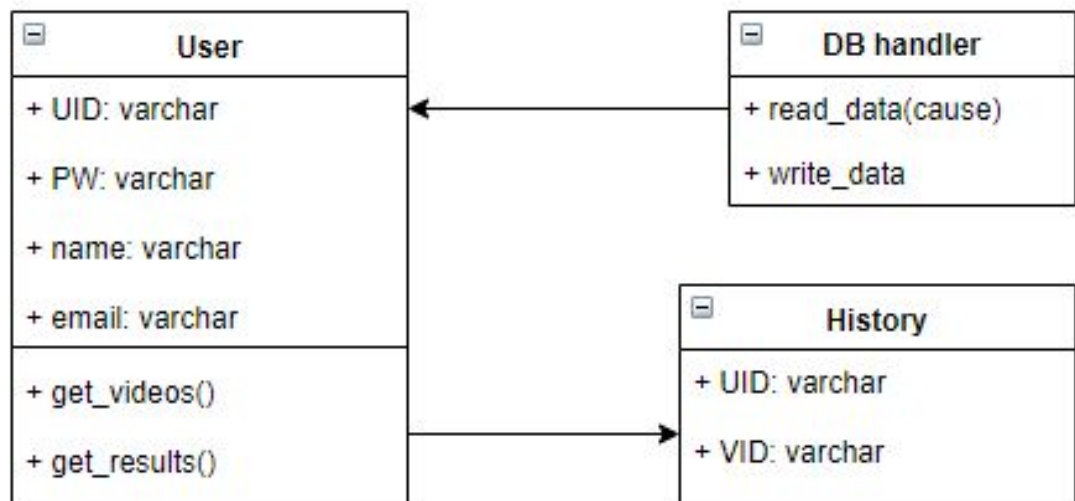 User
+ UID: varchar
+ PW: varchar
+ name: varchar
+ email: varchar
+ get_videos()
+ get_results()
DB handler
+ read_data(cause)
+ write_data
History
+ UID: varchar
+ VID: varchar